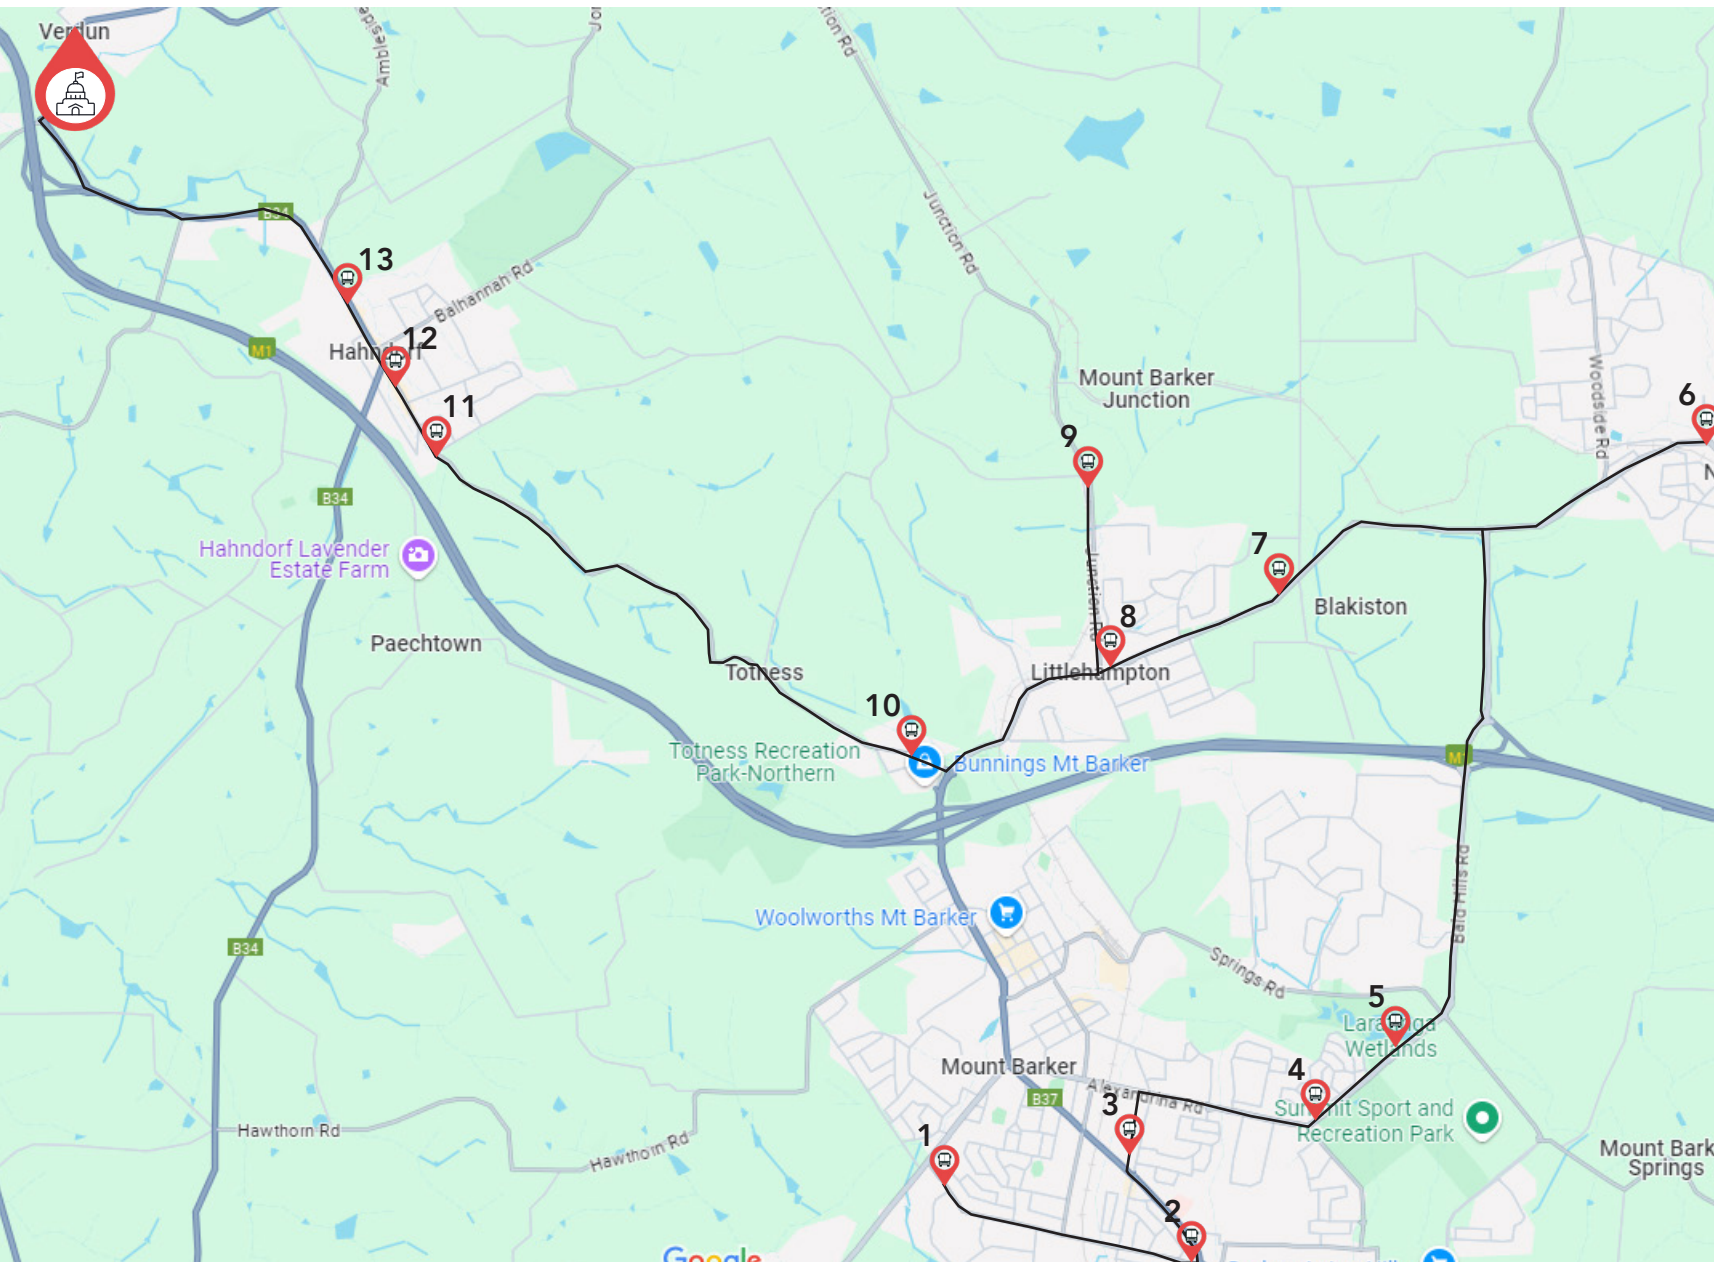 Verdun
Ambleside
Junction Rd
B34
13
Balhannah Rd
M1
12
Hahndorf
11
Mount Barker
Junction
Woodside Rd
6
9
B34
Hahndorf Lavender
Estate Farm
7
Junction Rd
Blakiston
8
Paechtown
Totness
Littlehampton
10
Totness Recreation
Park-Northern
Bunnings Mt Barker
Bald Hills Rd
Woolworths Mt Barker
B34
Springs Rd
5
Wetlands
Mount Barker
4
Alexandrina Rd
B37
3
Summit Sport and
Recreation Park
1
Hawthorn Rd
Hawthorn Rd
Mount Bark
Springs
2
Google